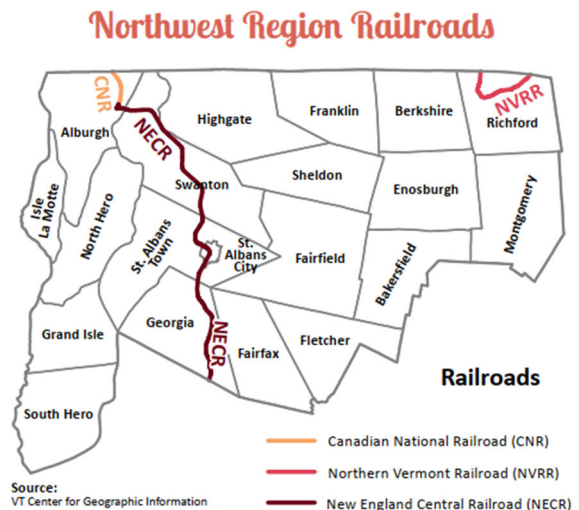 Northwest Region Railroads
CNR
NVRR
Alburgh
NECR
Highgate
Franklin
Berkshire
Richford
Isle
La Motte
North Hero
Swanton
Sheldon
Enosburgh
Montgomery
St. Albans
Town
St.
Albans
City
Fairfield
Bakersfield
Grand Isle
Georgia
NECR
Fairfax
Fletcher
South Hero
Railroads
Canadian National Railroad (CNR)
Northern Vermont Railroad (NVRR)
New England Central Railroad (NECR)
Source:
VT Center for Geographic Information